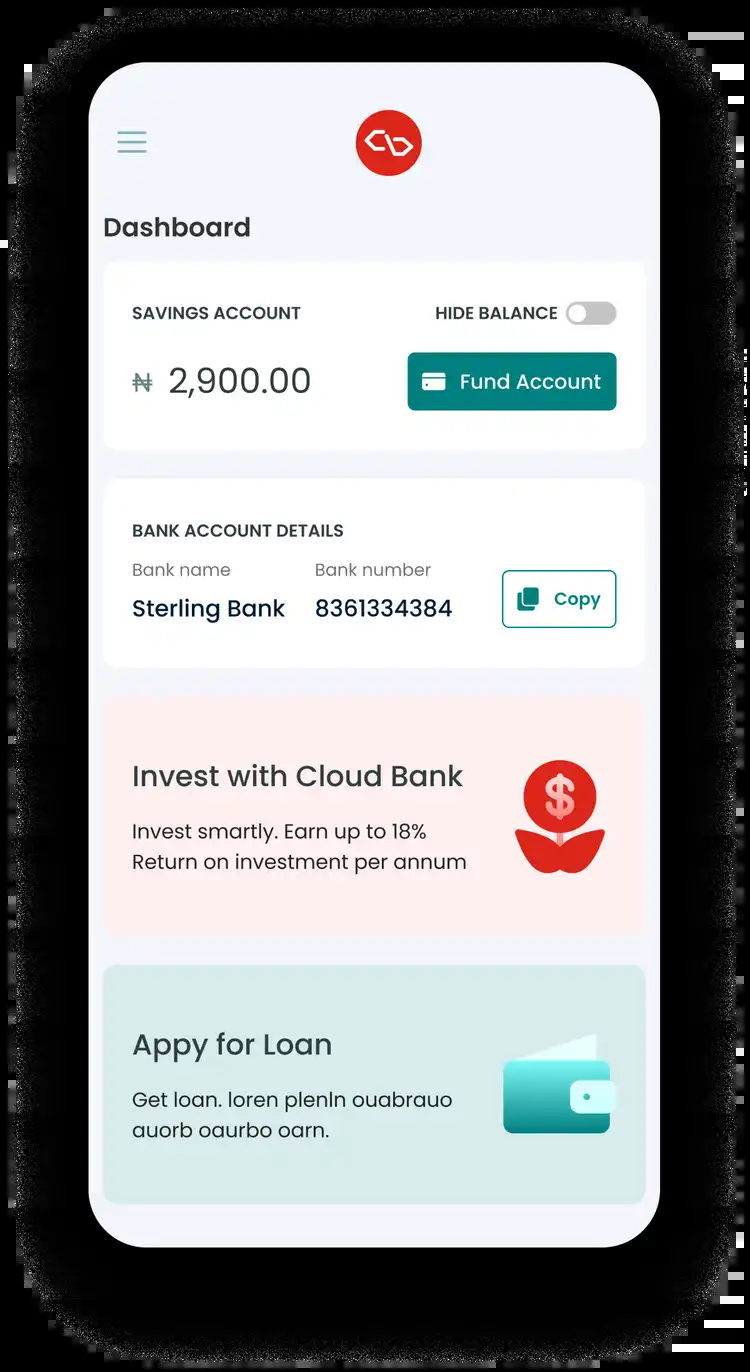 Dashboard
SAVINGS ACCOUNT
HIDE BALANCE
₦ 2,900.00
Fund Account
BANK ACCOUNT DETAILS
Bank name
Bank number
Sterling Bank
8361334384
Copy
Invest with Cloud Bank
Invest smartly. Earn up to 18%
Return on investment per annum
$
Appy for Loan
Get loan. loren plenln ouabrauo
auorb oaurbo oarn.